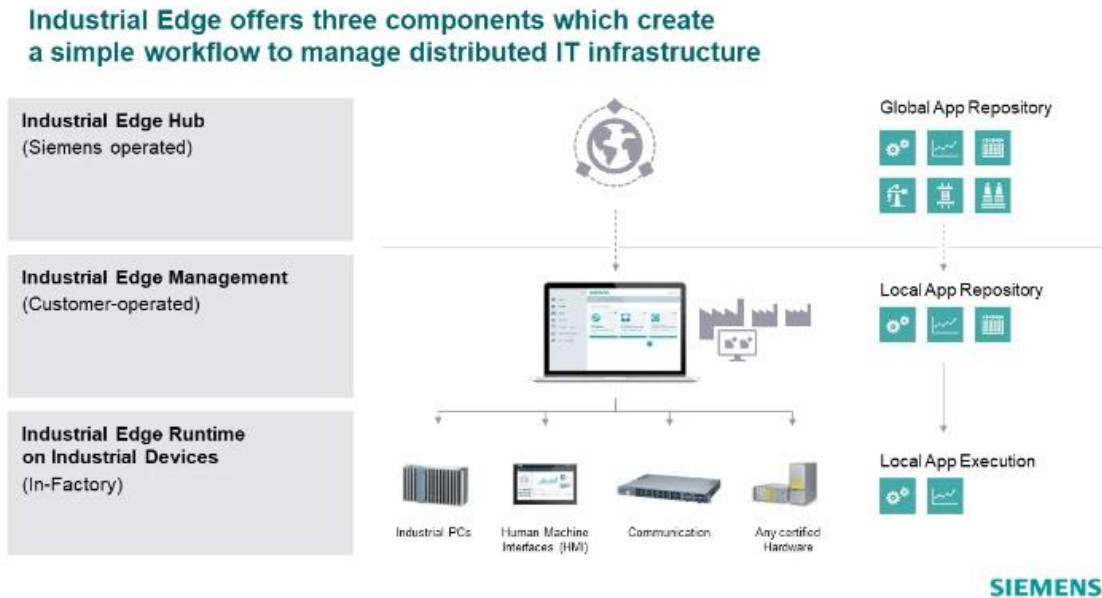 Industrial Edge offers three components which create
a simple workflow to manage distributed IT infrastructure
Industrial Edge Hub
(Siemens operated)
Global App Repository
Industrial Edge Management
(Customer-operated)
SIEMENS
Local App Repository
Industrial Edge Runtime
on Industrial Devices
(In-Factory)
Industrial PCs
Human Machine
Interfaces (HMI)
Communication
Any certified
Hardware
Local App Execution
SIEMENS